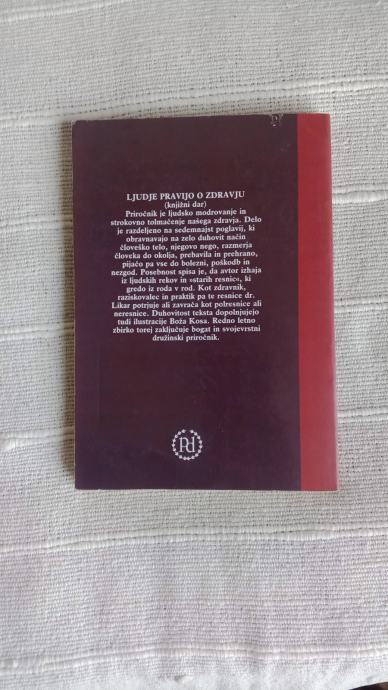 LJUDJE PRAVIJO O ZDRAVJU
(knjižni dar)
Priročnik je ljudsko modrovanje in
strokovno tolmačenje našega zdravja. Delo
je razdeljeno na sedemnajst poglavij, ki
obravnavajo na zelo duhovit način
človeško telo, njegovo nego, razmerja
človeka do okolja, prebavila in prehrano,
pijačo pa vse do bolezni, poškodb in
nezgod. Posebnost spisa je, da avtor izhaja
iz ljudskih rekov in »starih resnic«, ki
gredo iz roda v rod. Kot zdravnik,
raziskovalec in praktik pa te resnice dr.
Likar potrjuje ali zavrača kot polresnice ali
neresnice. Duhovitost teksta dopolnjujejo
tudi ilustracije Boža Kosa. Redno letno
zbirko torej zaključuje bogat in svojevrstni
družinski priročnik.